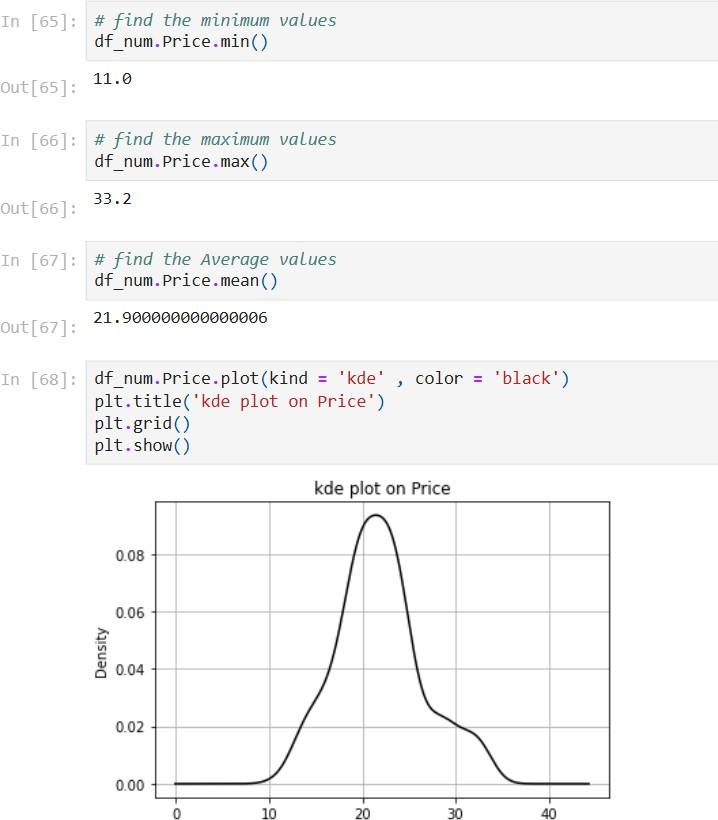 In [65]: # find the minimum values
df_num.Price.min()
Out[65]: 11.0
In [66]: # find the maximum values
df_num.Price.max()
Out[66]: 33.2
In [67]: # find the Average values
df_num.Price.mean()
Out[67]: 21.900000000000006
In [68]: df_num.Price.plot(kind = 'kde' , color = 'black')
plt.title('kde plot on Price')
plt.grid()
plt.show()
kde plot on Price
Density
0.08
0.06
0.04
0.02
0.00
0 10 20 30 40